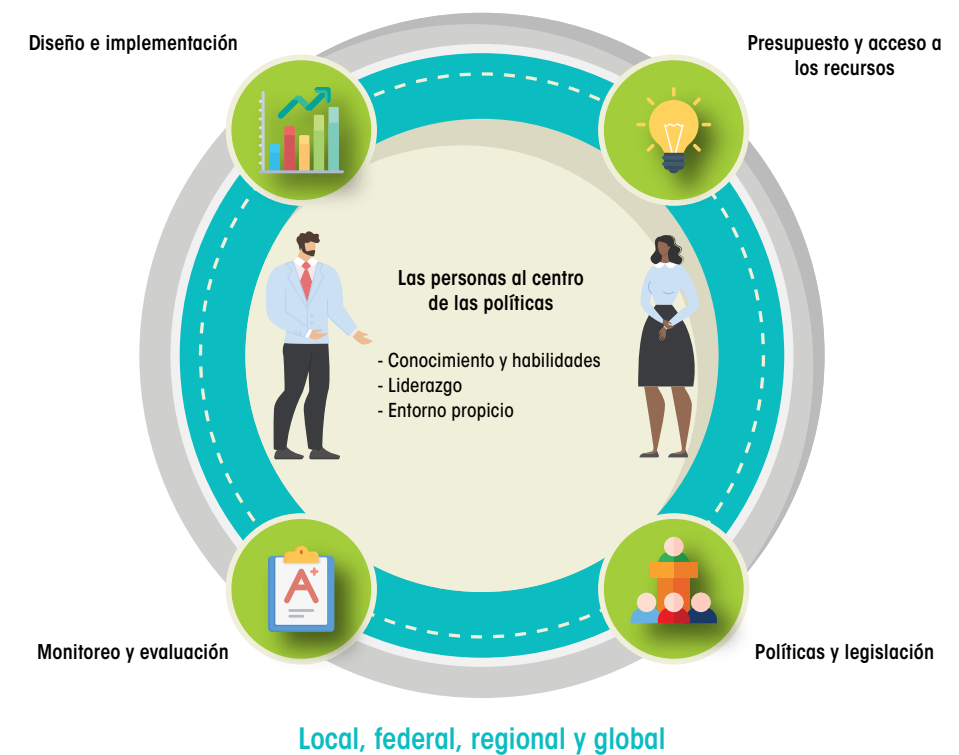 Diseño e implementación
Presupuesto y acceso a
los recursos
Las personas al centro
de las políticas
- Conocimiento y habilidades
- Liderazgo
- Entorno propicio
A+
Monitoreo y evaluación
Políticas y legislación
Local, federal, regional y global